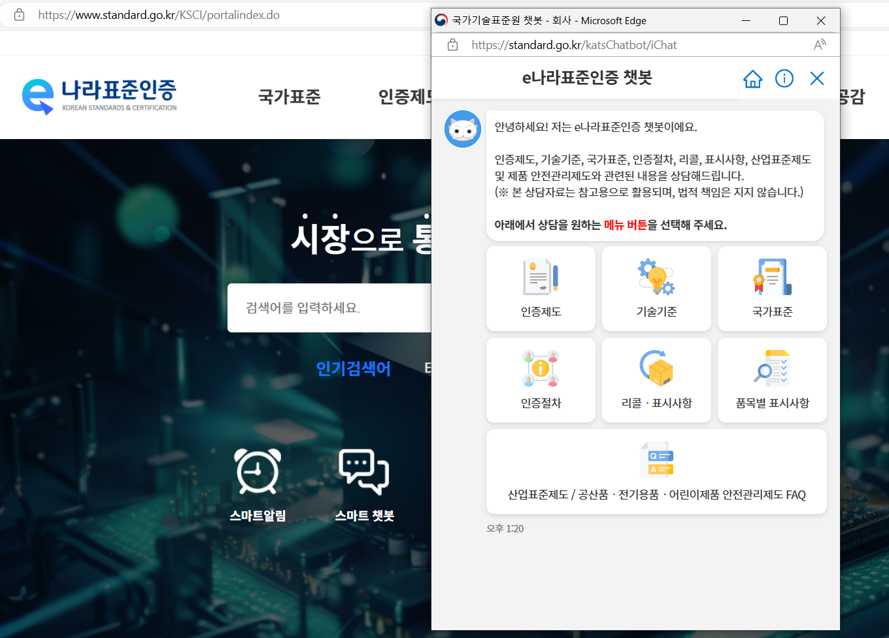 https://www.standard.go.kr/KSCI/portalindex.do
나라표준인증
KOREAN STANDARDS & CERTIFICATION
국가표준
인증제도
공감
시장으로 통
검색어를 입력하세요.
인기검색어
스마트알림
스마트 챗봇
국가기술표준원 챗봇 - 회사 - Microsoft Edge
https://standard.go.kr/katsChatbot/iChat
e나라표준인증 챗봇
안녕하세요! 저는 e나라표준인증 챗봇이에요.
인증제도, 기술기준, 국가표준, 인증절차, 리콜, 표시사항, 산업표준제도
및 제품 안전관리제도와 관련된 내용을 상담해드립니다.
(※ 본 상담자료는 참고용으로 활용되며, 법적 책임은 지지 않습니다.)
아래에서 상담을 원하는 메뉴 버튼을 선택해 주세요.
인증제도
기술기준
국가표준
인증절차
리콜ㆍ표시사항
품목별 표시사항
산업표준제도 / 공산품ㆍ전기용품ㆍ어린이제품 안전관리제도 FAQ
오후 1:20